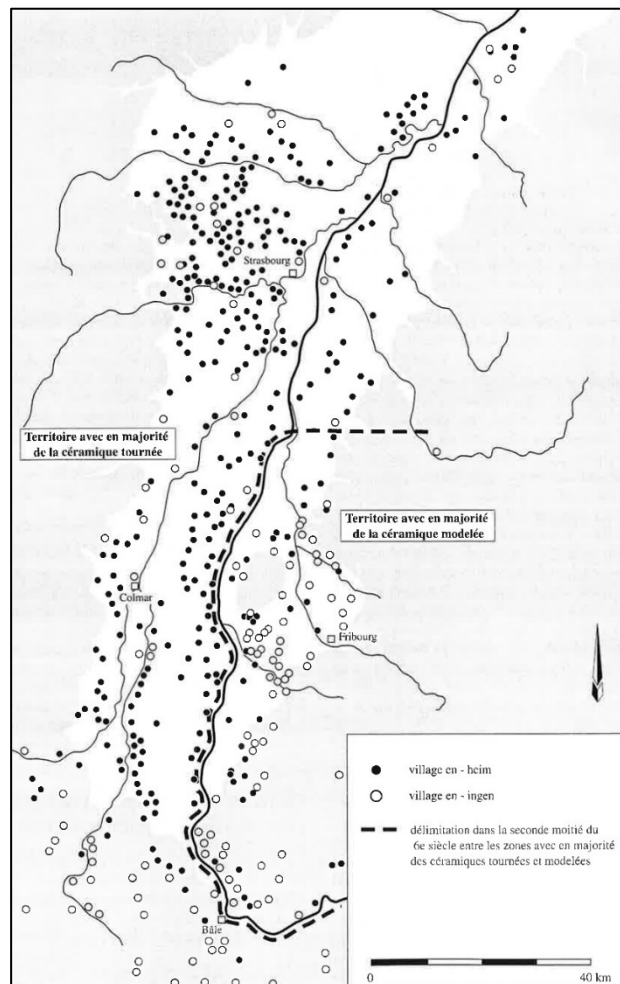 Strasbourg
Territoire avec en majorité
de la céramique tournée
Territoire avec en majorité
de la céramique modelée
Colmar
Fribourg
village en - heim
village en - ingen
délimitation dans la seconde moitié du
6e siècle entre les zones avec en majorité
des céramiques tournées et modelées
Bâle
0 40 km